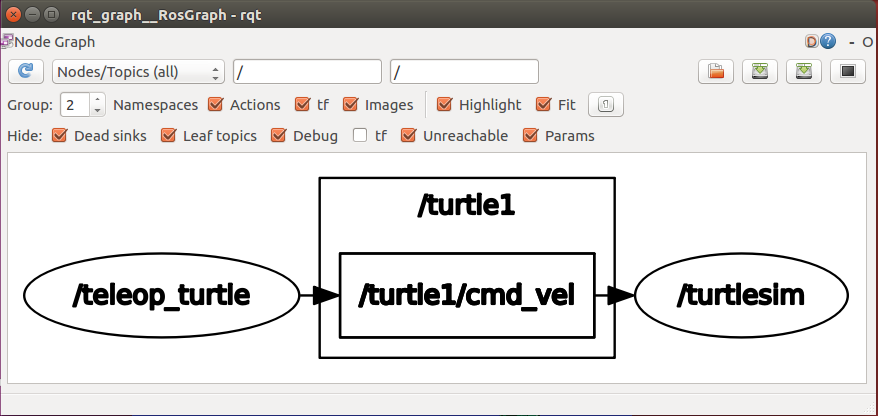 rqt_graph__RosGraph - rqt
Node Graph D ? - O
Nodes/Topics (all) / /
Group: 2 Namespaces Actions tf Images Highlight Fit 1
Hide: Dead sinks Leaf topics Debug tf Unreachable Params
/turtle1
/teleop_turtle /turtle1/cmd_vel /turtlesim